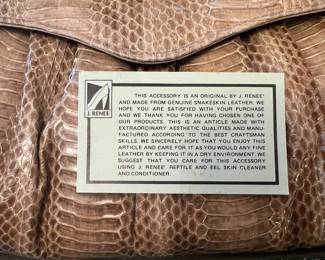 J. RENEÉ
THIS ACCESSORY IS AN ORIGINAL BY J. RENEE'
AND MADE FROM GENUINE SNAKESKIN LEATHER. WE
HOPE YOU ARE SATISFIED WITH YOUR PURCHASE
AND WE THANK YOU FOR HAVING CHOSEN ONE OF
OUR PRODUCTS. THIS IS AN ARTICLE MADE WITH
EXTRAORDINARY AESTHETIC QUALITIES AND MANU-
FACTURED ACCORDING TO THE BEST CRAFTSMAN
SKILLS. WE SINCERELY HOPE THAT YOU ENJOY THIS
ARTICLE AND CARE FOR IT AS YOU WOULD ANY FINE
LEATHER BY KEEPING IT IN A DRY ENVIRONMENT. WE
SUGGEST THAT YOU CARE FOR THIS ACCESSORY
USING J. RENEE' REPTILE AND EEL SKIN CLEANER
AND CONDITIONER.